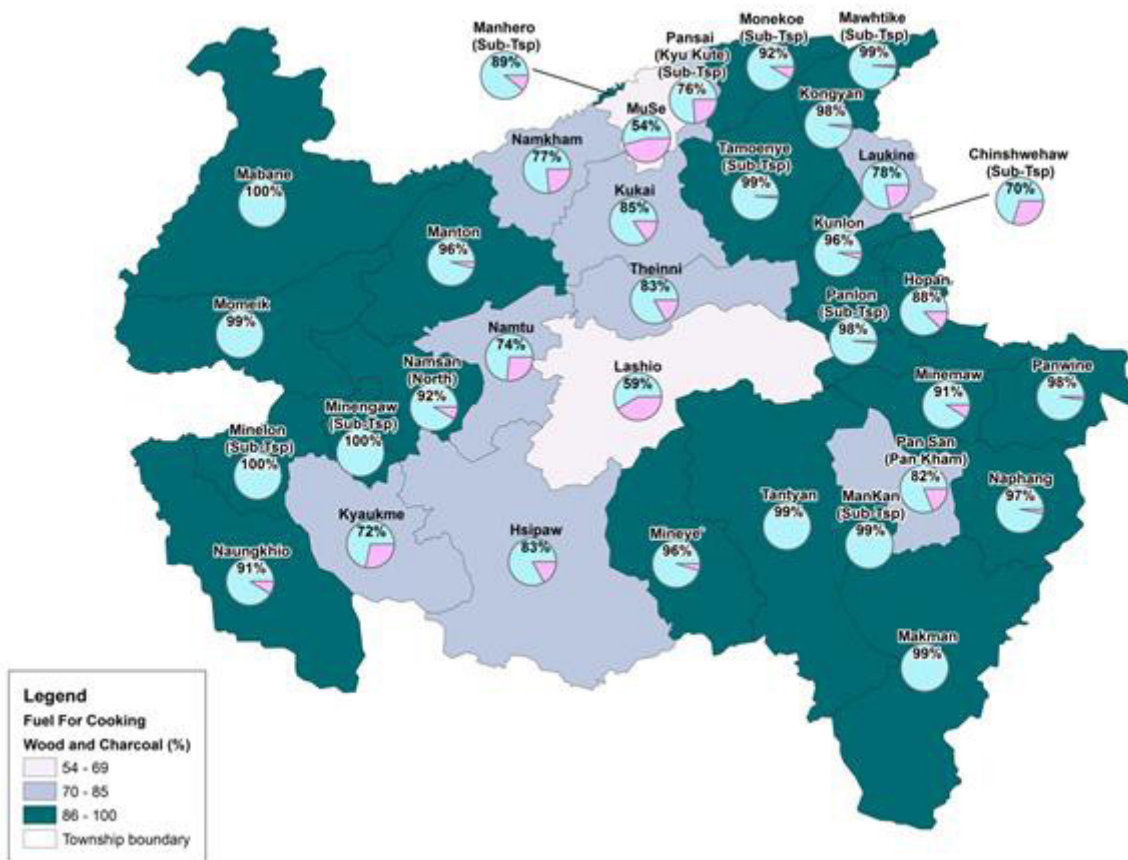 Manhero
(Sub-Tsp)
89%
Pansai
(Kyu Kute)
(Sub-Tsp)
76%
Monekoe
(Sub-Tsp)
92%
Mawhtike
(Sub-Tsp)
99%
Kongyan
98%
MuSe
54%
Namkham
77%
Tamoenye
(Sub-Tsp)
99%
Laukine
78%
Chinshwehaw
(Sub-Tsp)
70%
Mabane
100%
Kukai
85%
Manton
96%
Kunlon
96%
Theinni
83%
Hopan
88%
Momeik
99%
Panlon
(Sub-Tsp)
98%
Namtu
74%
Namsan
(North)
92%
Lashio
59%
Minemaw
91%
Panwine
98%
Minengaw
(Sub-Tsp)
100%
Minelon
(Sub-Tsp)
100%
Pan San
(Pan Kham)
82%
Naphang
97%
Tantyan
99%
ManKan
(Sub-Tsp)
99%
Kyaukme
72%
Hsipaw
83%
Mineye'
96%
Naungkhio
91%
Makman
99%
Legend
Fuel For Cooking
Wood and Charcoal (%)
54 - 69
70 - 85
86 - 100
Township boundary